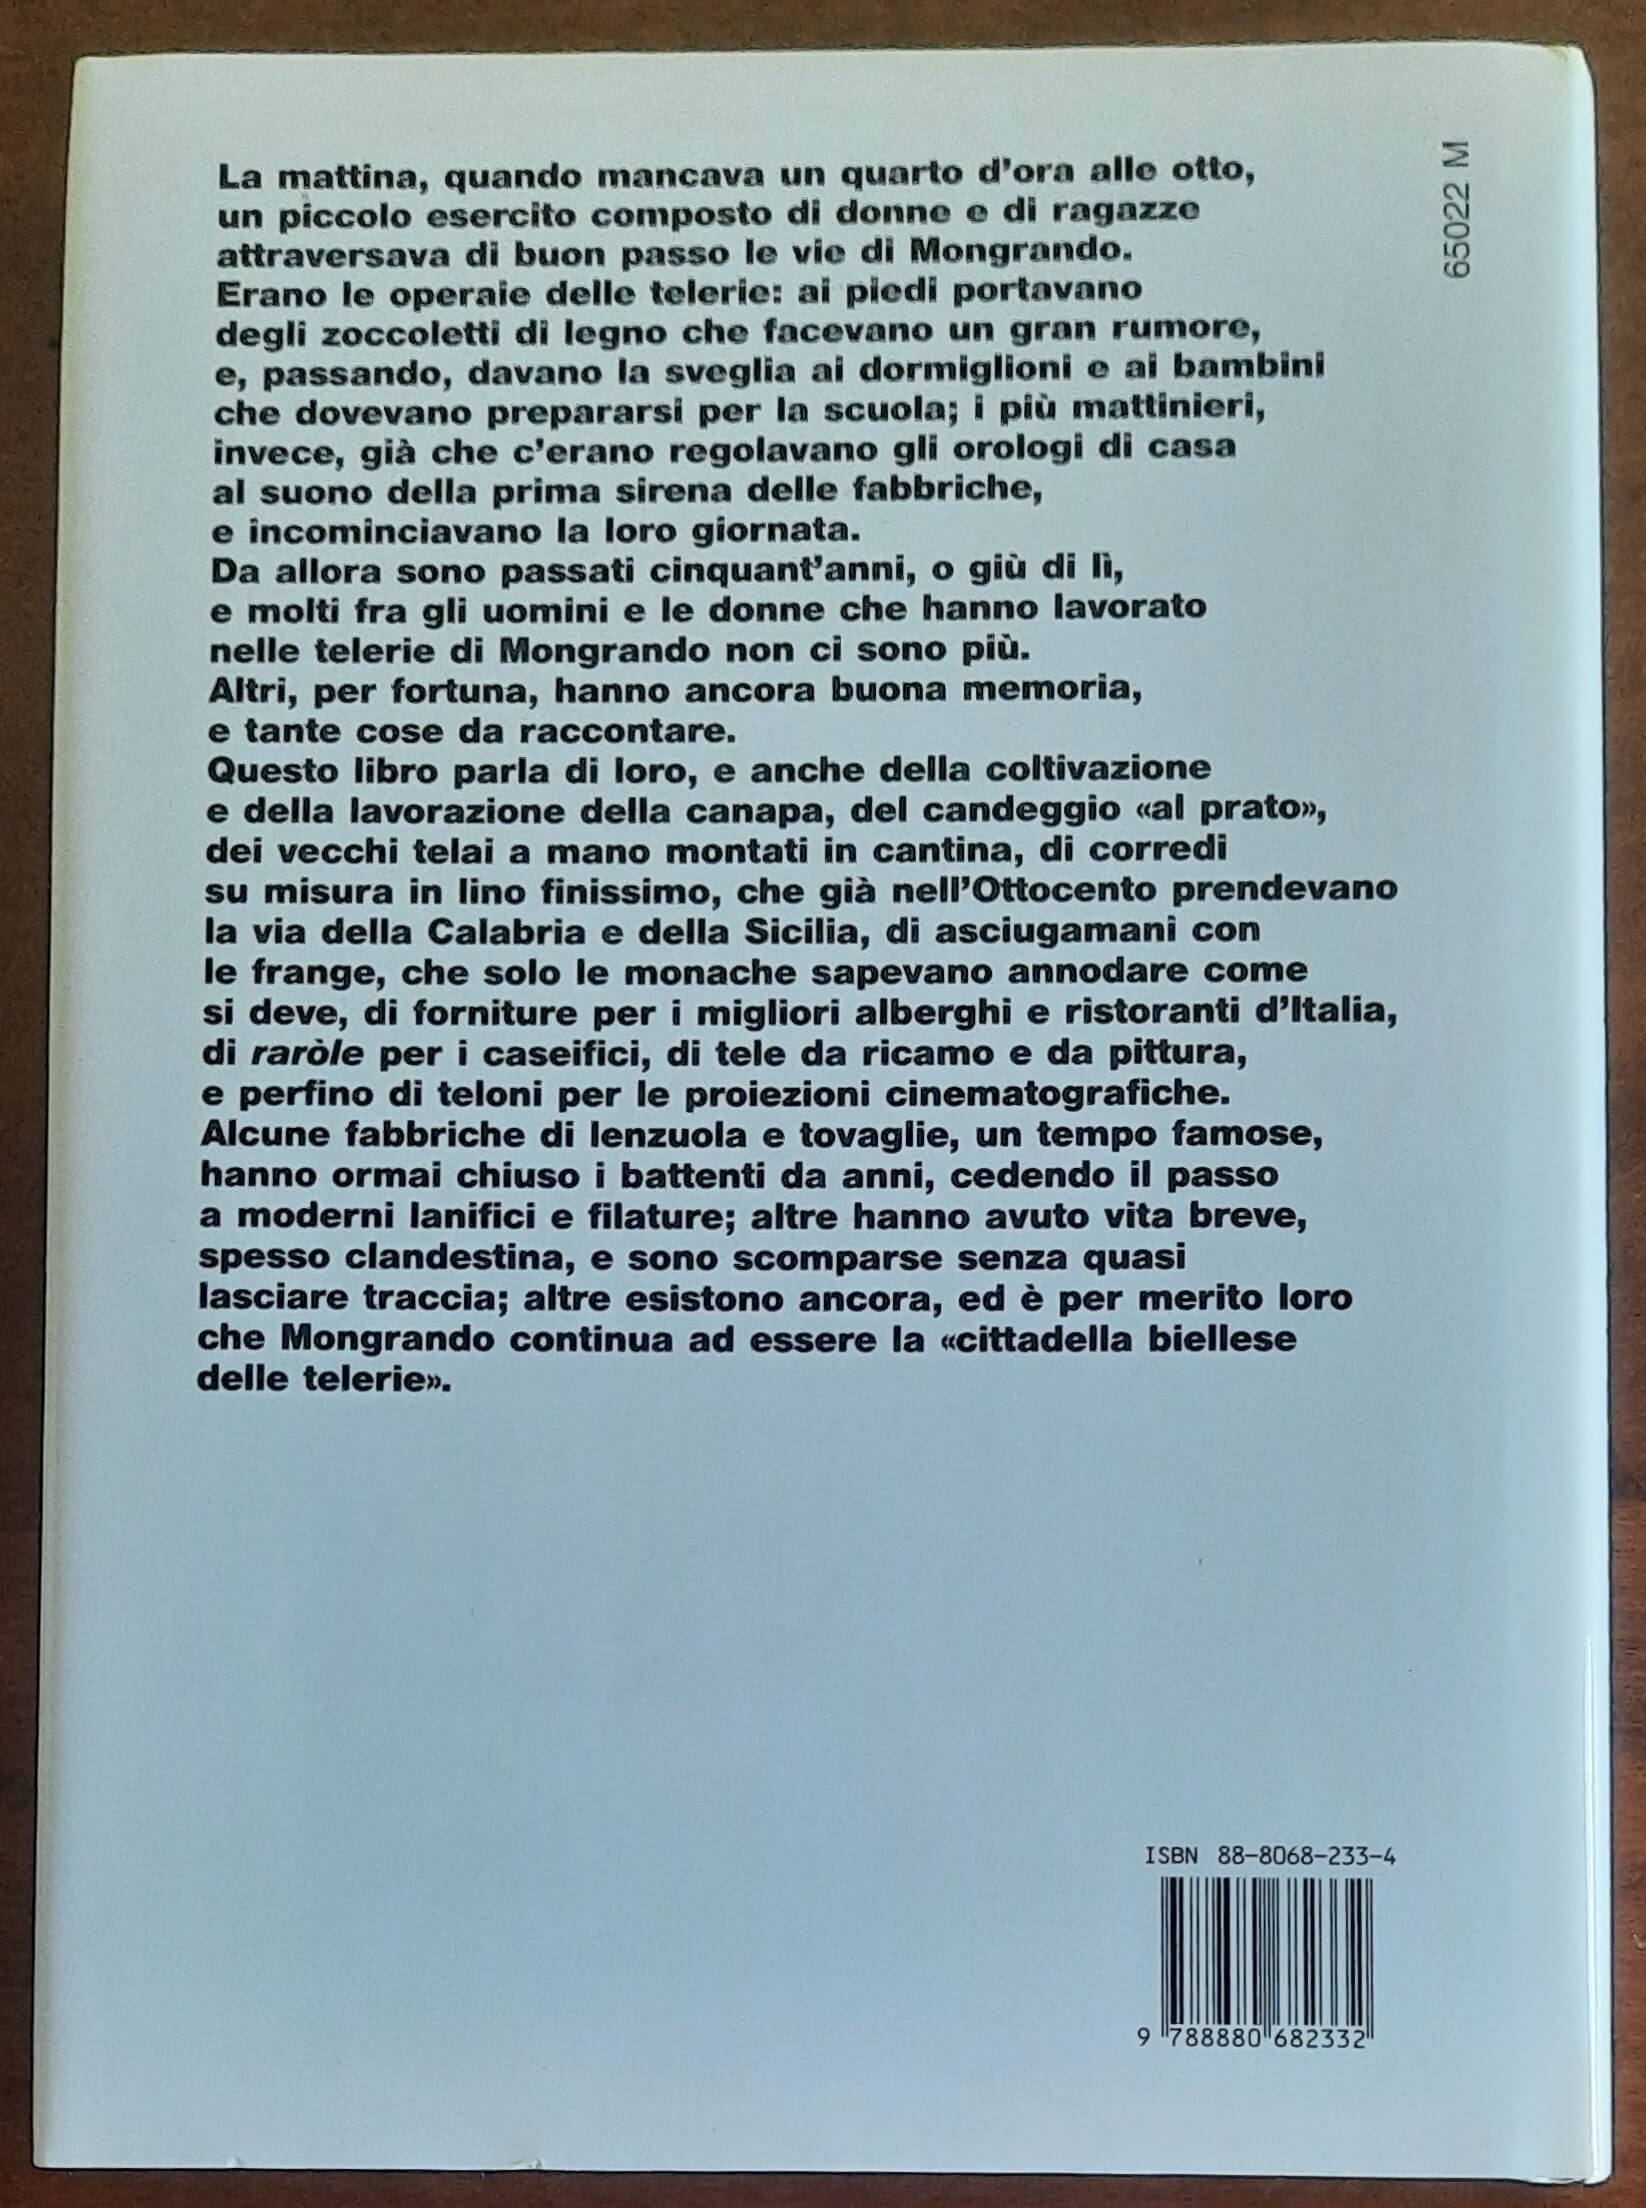 La mattina, quando mancava un quarto d'ora alle otto,
un piccolo esercito composto di donne e di ragazze
attraversava di buon passo le vie di Mongrando.
Erano le operaie delle telerie: ai piedi portavano
degli zoccoletti di legno che facevano un gran rumore,
e, passando, davano la sveglia ai dormiglioni e ai bambini
che dovevano prepararsi per la scuola; i più mattinieri,
invece, già che c'erano regolavano gli orologi di casa
al suono della prima sirena delle fabbriche,
e incominciavano la loro giornata.
Da allora sono passati cinquant'anni, o giù di lì,
e molti fra gli uomini e le donne che hanno lavorato
nelle telerie di Mongrando non ci sono più.
Altri, per fortuna, hanno ancora buona memoria,
e tante cose da raccontare.
Questo libro parla di loro, e anche della coltivazione
e della lavorazione della canapa, del candeggio «al prato»,
dei vecchi telai a mano montati in cantina, di corredi
su misura in lino finissimo, che già nell'Ottocento prendevano
la via della Calabria e della Sicilia, di asciugamani con
le frange, che solo le monache sapevano annodare come
si deve, di forniture per i migliori alberghi e ristoranti d'Italia,
di raròle per i caseifici, di tele da ricamo e da pittura,
e perfino di teloni per le proiezioni cinematografiche.
Alcune fabbriche di lenzuola e tovaglie, un tempo famose,
hanno ormai chiuso i battenti da anni, cedendo il passo
a moderni lanifici e filature; altre hanno avuto vita breve,
spesso clandestina, e sono scomparse senza quasi
lasciare traccia; altre esistono ancora, ed è per merito loro
che Mongrando continua ad essere la «cittadella biellese
delle telerie».
65022 M
ISBN 88-8068-233-4
9 788880 682332